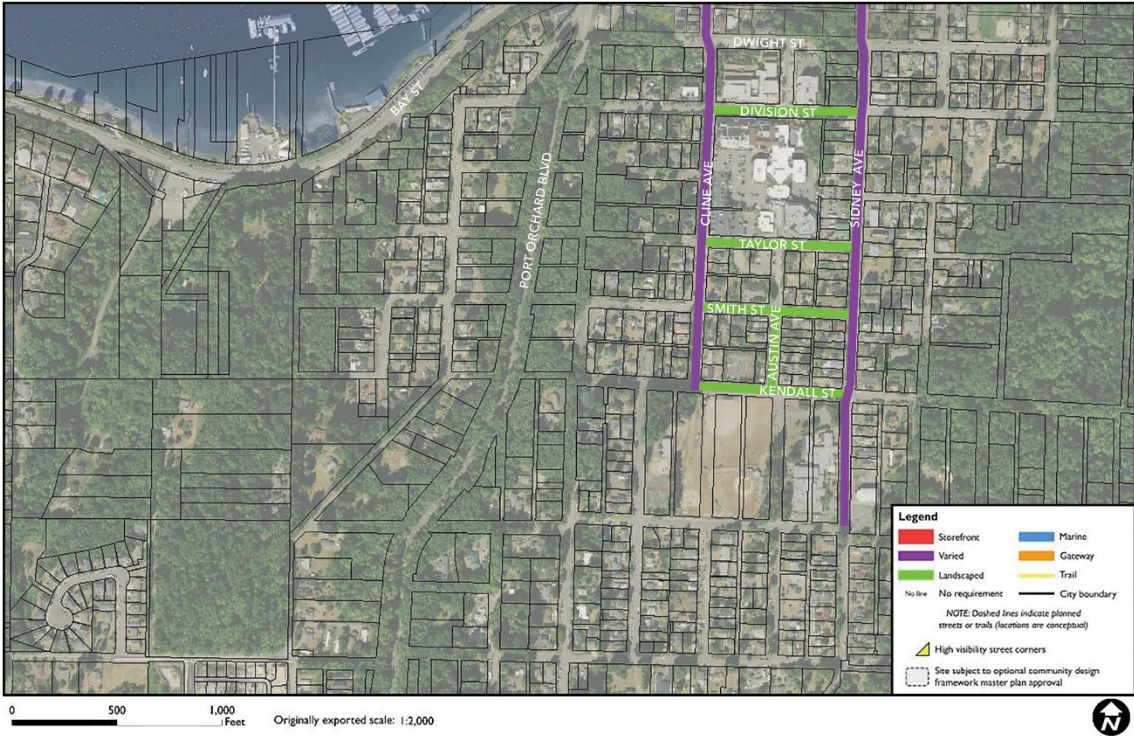 DWIGHT ST
BAY ST
DIVISION ST
PORT ORCHARD BLVD
CLINE AVE
SIDNEY AVE
TAYLOR ST
SMITH ST
AUSTIN AVE
KENDALL ST
Legend
Storefront
Marine
Varied
Gateway
Landscaped
Trail
No line No requirement
City boundary
NOTE: Dashed lines indicate planned
streets or trails (locations are conceptual)
High visibility street corners
Site subject to optional community design
framework master plan approval
0 500 1,000
Feet
Originally exported scale: 1:2,000
N